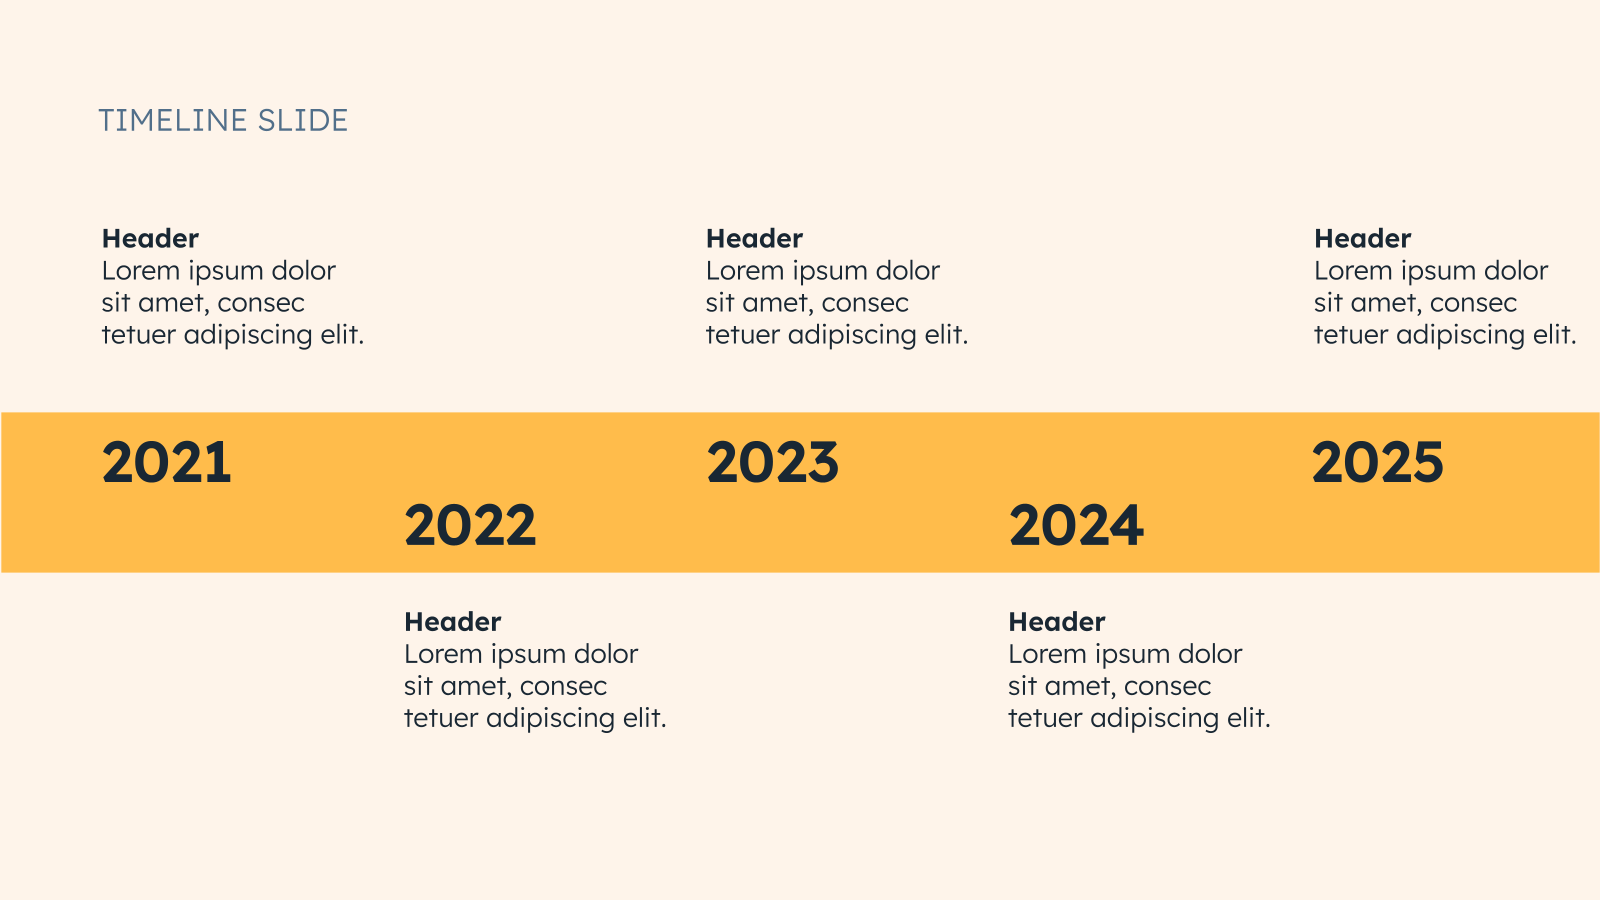 TIMELINE SLIDE
Header
Lorem ipsum dolor
sit amet, consec
tetuer adipiscing elit.
Header
Lorem ipsum dolor
sit amet, consec
tetuer adipiscing elit.
Header
Lorem ipsum dolor
sit amet, consec
tetuer adipiscing elit.
2021
2022
2023
2024
2025
Header
Lorem ipsum dolor
sit amet, consec
tetuer adipiscing elit.
Header
Lorem ipsum dolor
sit amet, consec
tetuer adipiscing elit.